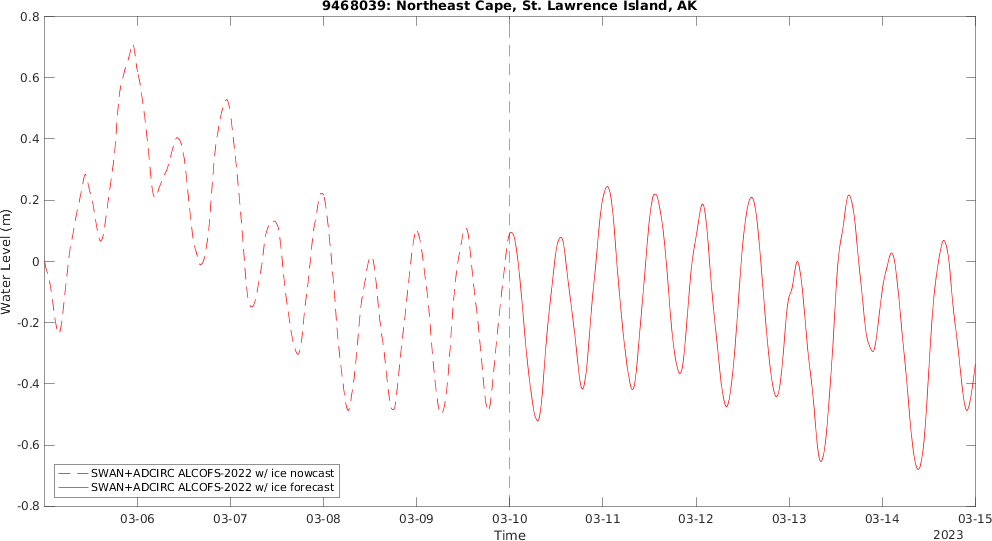 9468039: Northeast Cape, St. Lawrence Island, AK
Water Level (m)
0.8
0.6
0.4
0.2
0
-0.2
-0.4
-0.6
-0.8
SWAN+ADCIRC ALCOFS-2022 w/ ice nowcast
SWAN+ADCIRC ALCOFS-2022 w/ ice forecast
03-06 03-07 03-08 03-09 03-10 03-11 03-12 03-13 03-14 03-15
Time
2023